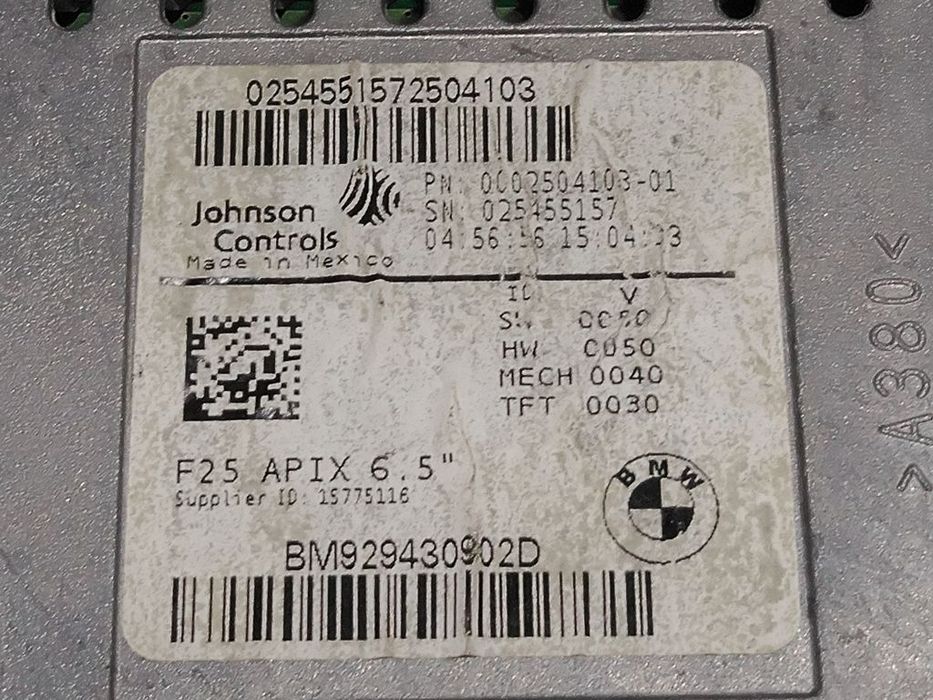 0254551572504103
PN: 0002504103-01
Johnson
SN: 025455157
Controls
04:56:56 15:04:
Made in Mexico
ID V
SW
HW 0050
MECH 0040
TFT 0030
F25 APIX 6.5"
Supplier ID: 15775116
BMW
BM929430902D
>A380<